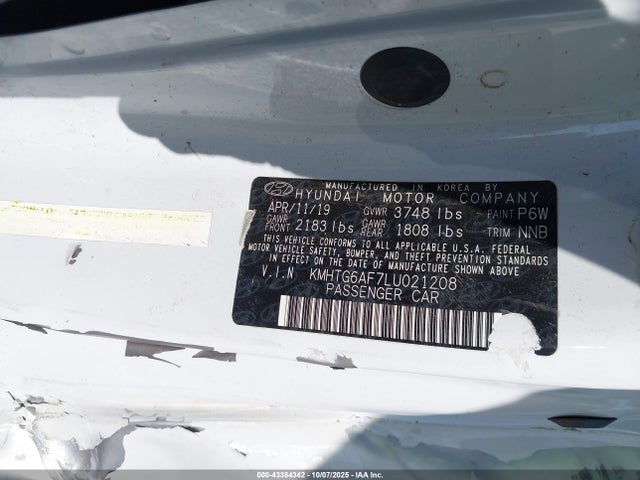 MANUFACTURED IN KOREA BY
HYUNDAI MOTOR COMPANY
APR/11/19 GVWR 3748 lbs PAINT P6W
GAWR FRONT 2183 lbs GAWR REAR 1808 lbs TRIM NNB
THIS VEHICLE CONFORMS TO ALL APPLICABLE U.S.A. FEDERAL
MOTOR VEHICLE SAFETY, BUMPER, AND THEFT PREVENTION STANDARDS
IN EFFECT ON THE DATE OF MANUFACTURE SHOWN ABOVE.
V.I.N KMHTG6AF7LU021208
PASSENGER CAR
000-43384342 - 10/07/2025 - IAA Inc.